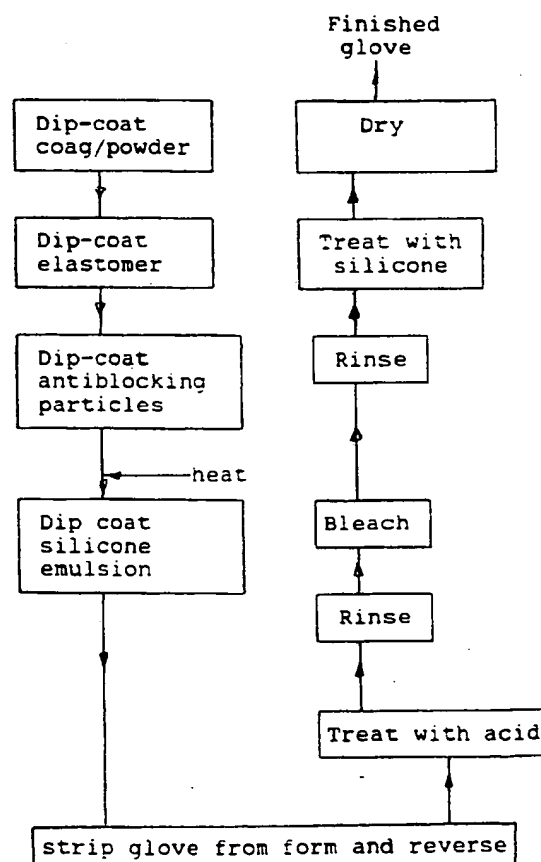 Dip-coat
coag/powder
Dip-coat
elastomer
Dip-coat
antiblocking
particles
heat
Dip coat
silicone
emulsion
strip glove from form and reverse
Treat with acid
Rinse
Bleach
Rinse
Treat with
silicone
Dry
Finished
glove